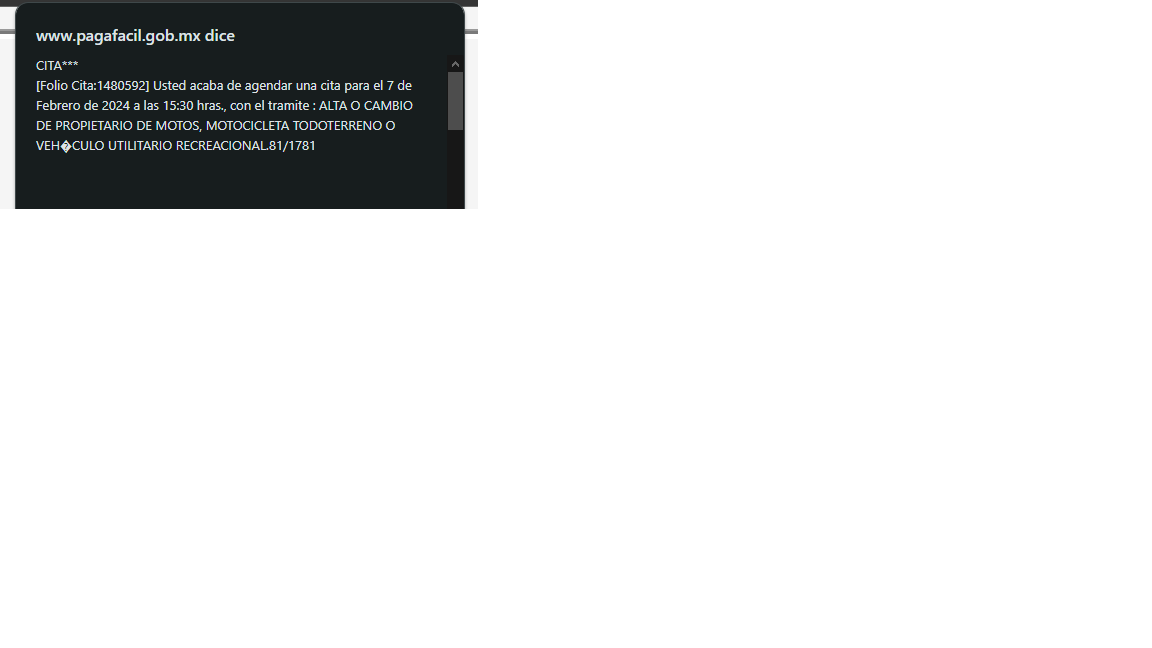 www.pagafacil.gob.mx dice
CITA***
[Folio Cita:1480592] Usted acaba de agendar una cita para el 7 de
Febrero de 2024 a las 15:30 hras., con el tramite : ALTA O CAMBIO
DE PROPIETARIO DE MOTOS, MOTOCICLETA TODOTERRENO O
VEH�CULO UTILITARIO RECREACIONAL.81/1781